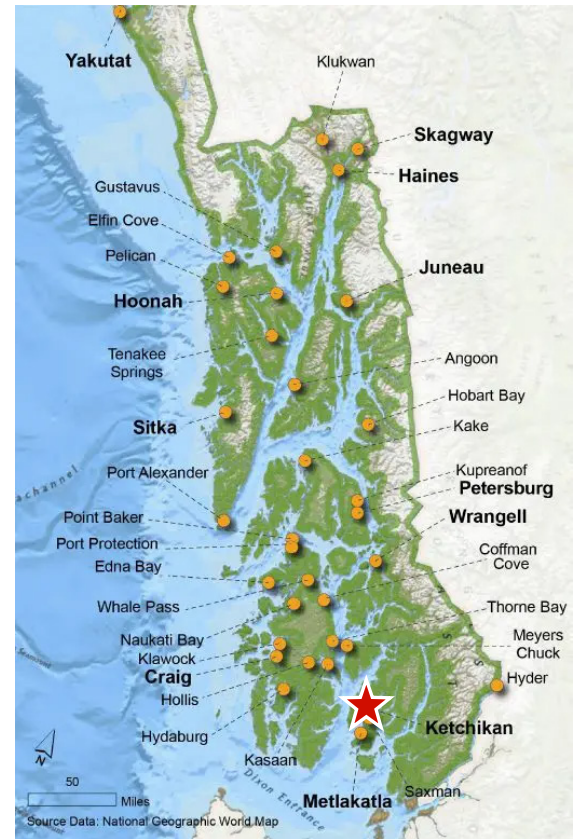 Yakutat
Klukwan
Skagway
Haines
Gustavus
Elfin Cove
Pelican
Juneau
Hoonah
Tenakee
Springs
Angoon
Hobart Bay
Sitka
Kake
Port Alexander
Kupreanof
Petersburg
Point Baker
Wrangell
Port Protection
Coffman
Cove
Edna Bay
Whale Pass
Thorne Bay
Naukati Bay
Meyers
Chuck
Klawock
Craig
Hyder
Hollis
Ketchikan
Hydaburg
Kasaan
Saxman
Metlakatla
Dixon Entrance
N
50
Miles
Source Data: National Geographic World Map